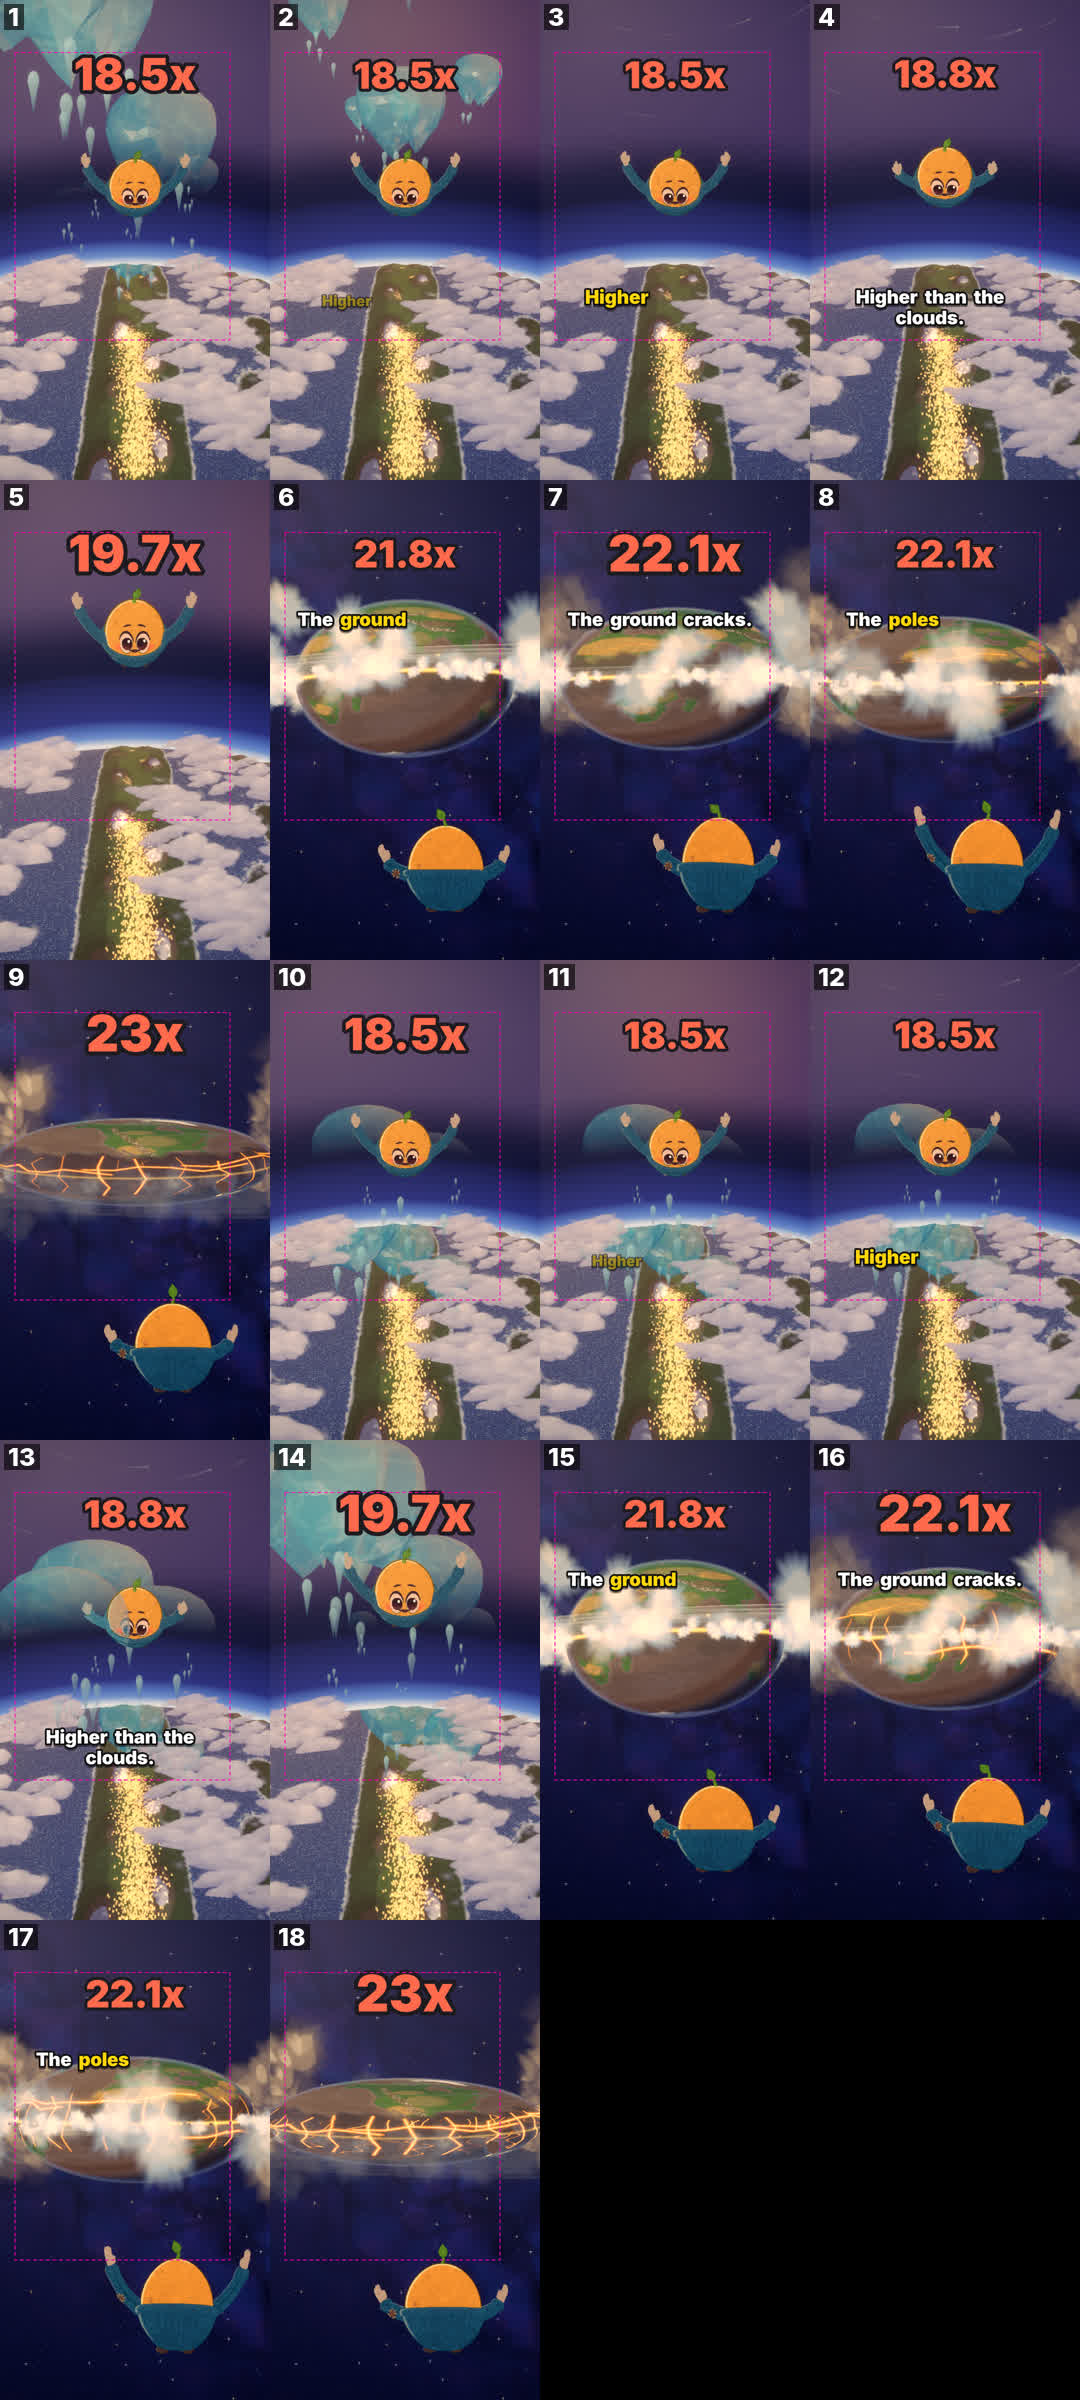 1
18.5x
2
18.5x
Higher
3
18.5x
Higher
4
18.8x
Higher than the
clouds.
5
19.7x
6
21.8x
The ground
7
22.1x
The ground cracks.
8
22.1x
The poles
9
23x
10
18.5x
11
18.5x
Higher
12
18.5x
Higher
13
18.8x
Higher than the
clouds.
14
19.7x
15
21.8x
The ground
16
22.1x
The ground cracks.
17
22.1x
The poles
18
23x